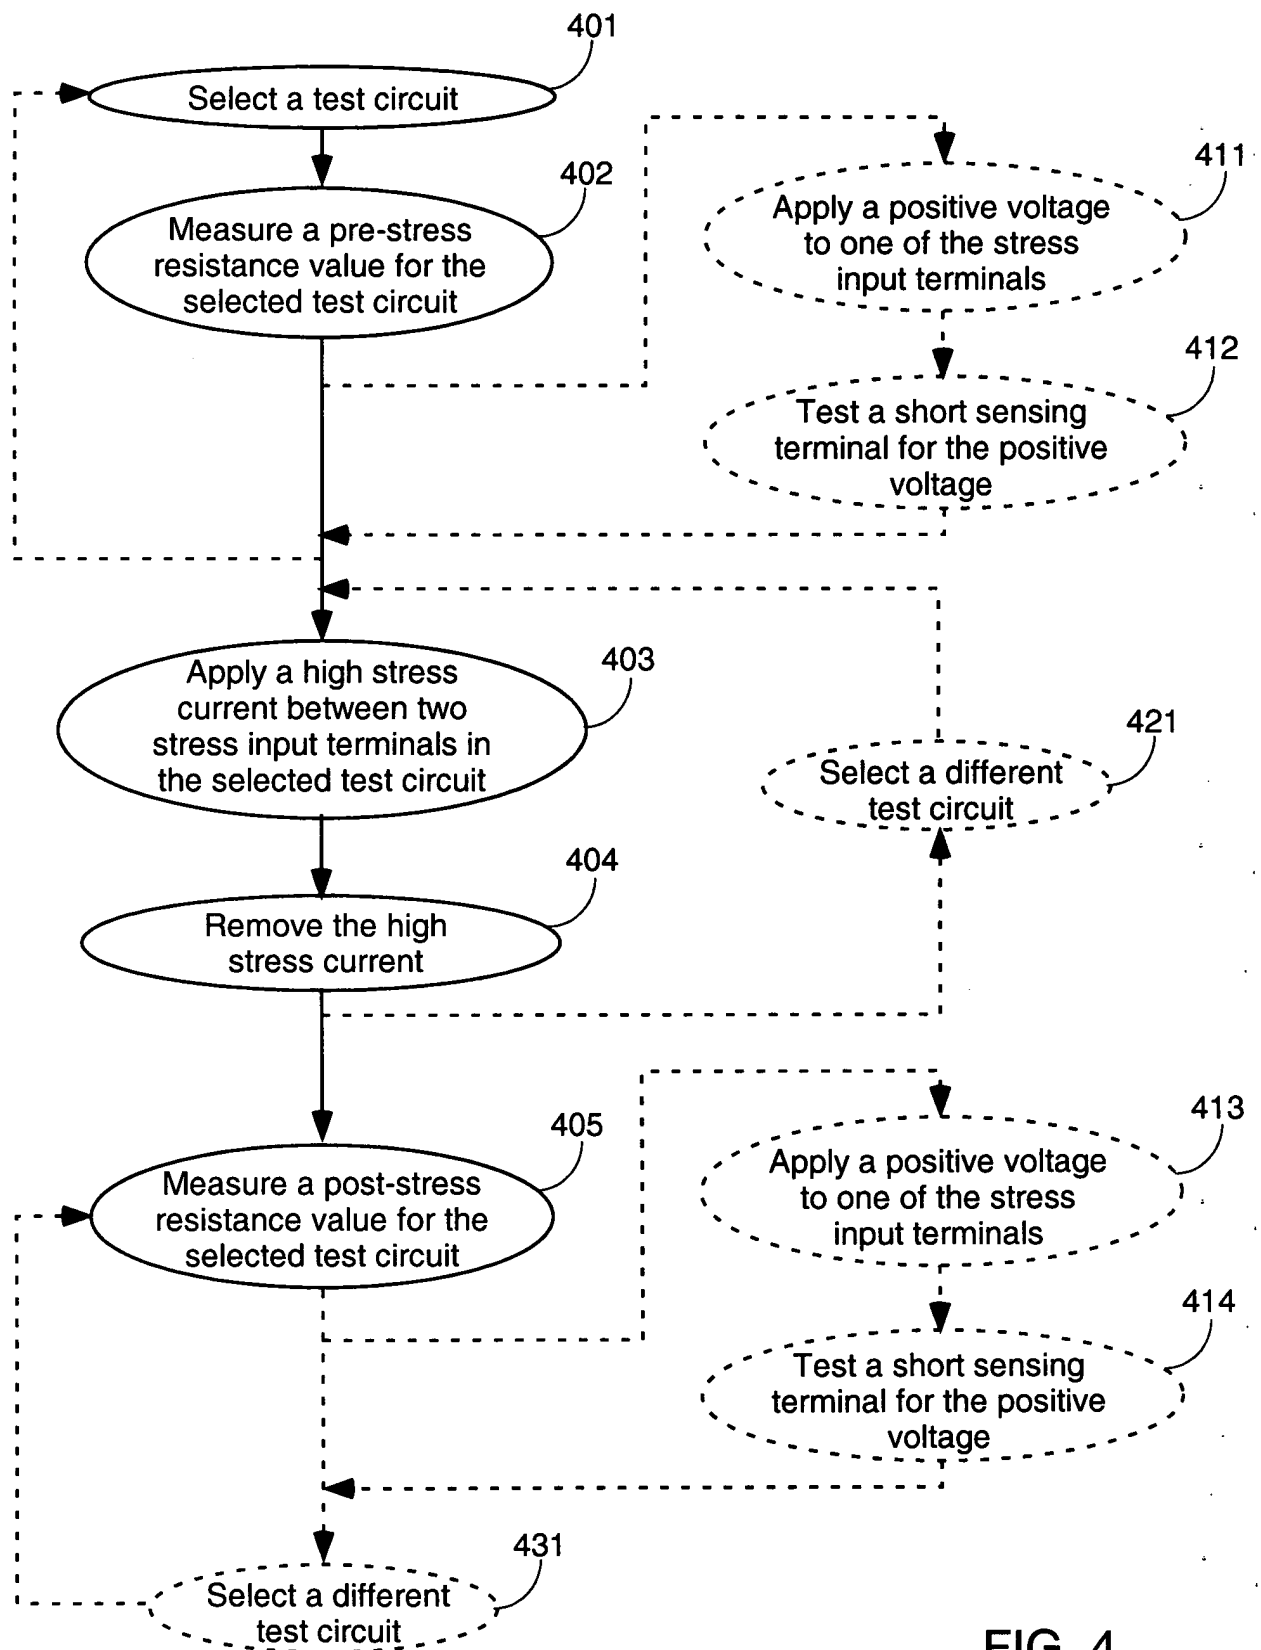 401
Select a test circuit
402
Measure a pre-stress
resistance value for the
selected test circuit
411
Apply a positive voltage
to one of the stress
input terminals
412
Test a short sensing
terminal for the positive
voltage
403
Apply a high stress
current between two
stress input terminals in
the selected test circuit
421
Select a different
test circuit
404
Remove the high
stress current
405
Measure a post-stress
resistance value for the
selected test circuit
413
Apply a positive voltage
to one of the stress
input terminals
414
Test a short sensing
terminal for the positive
voltage
431
Select a different
test circuit
FIG. 4